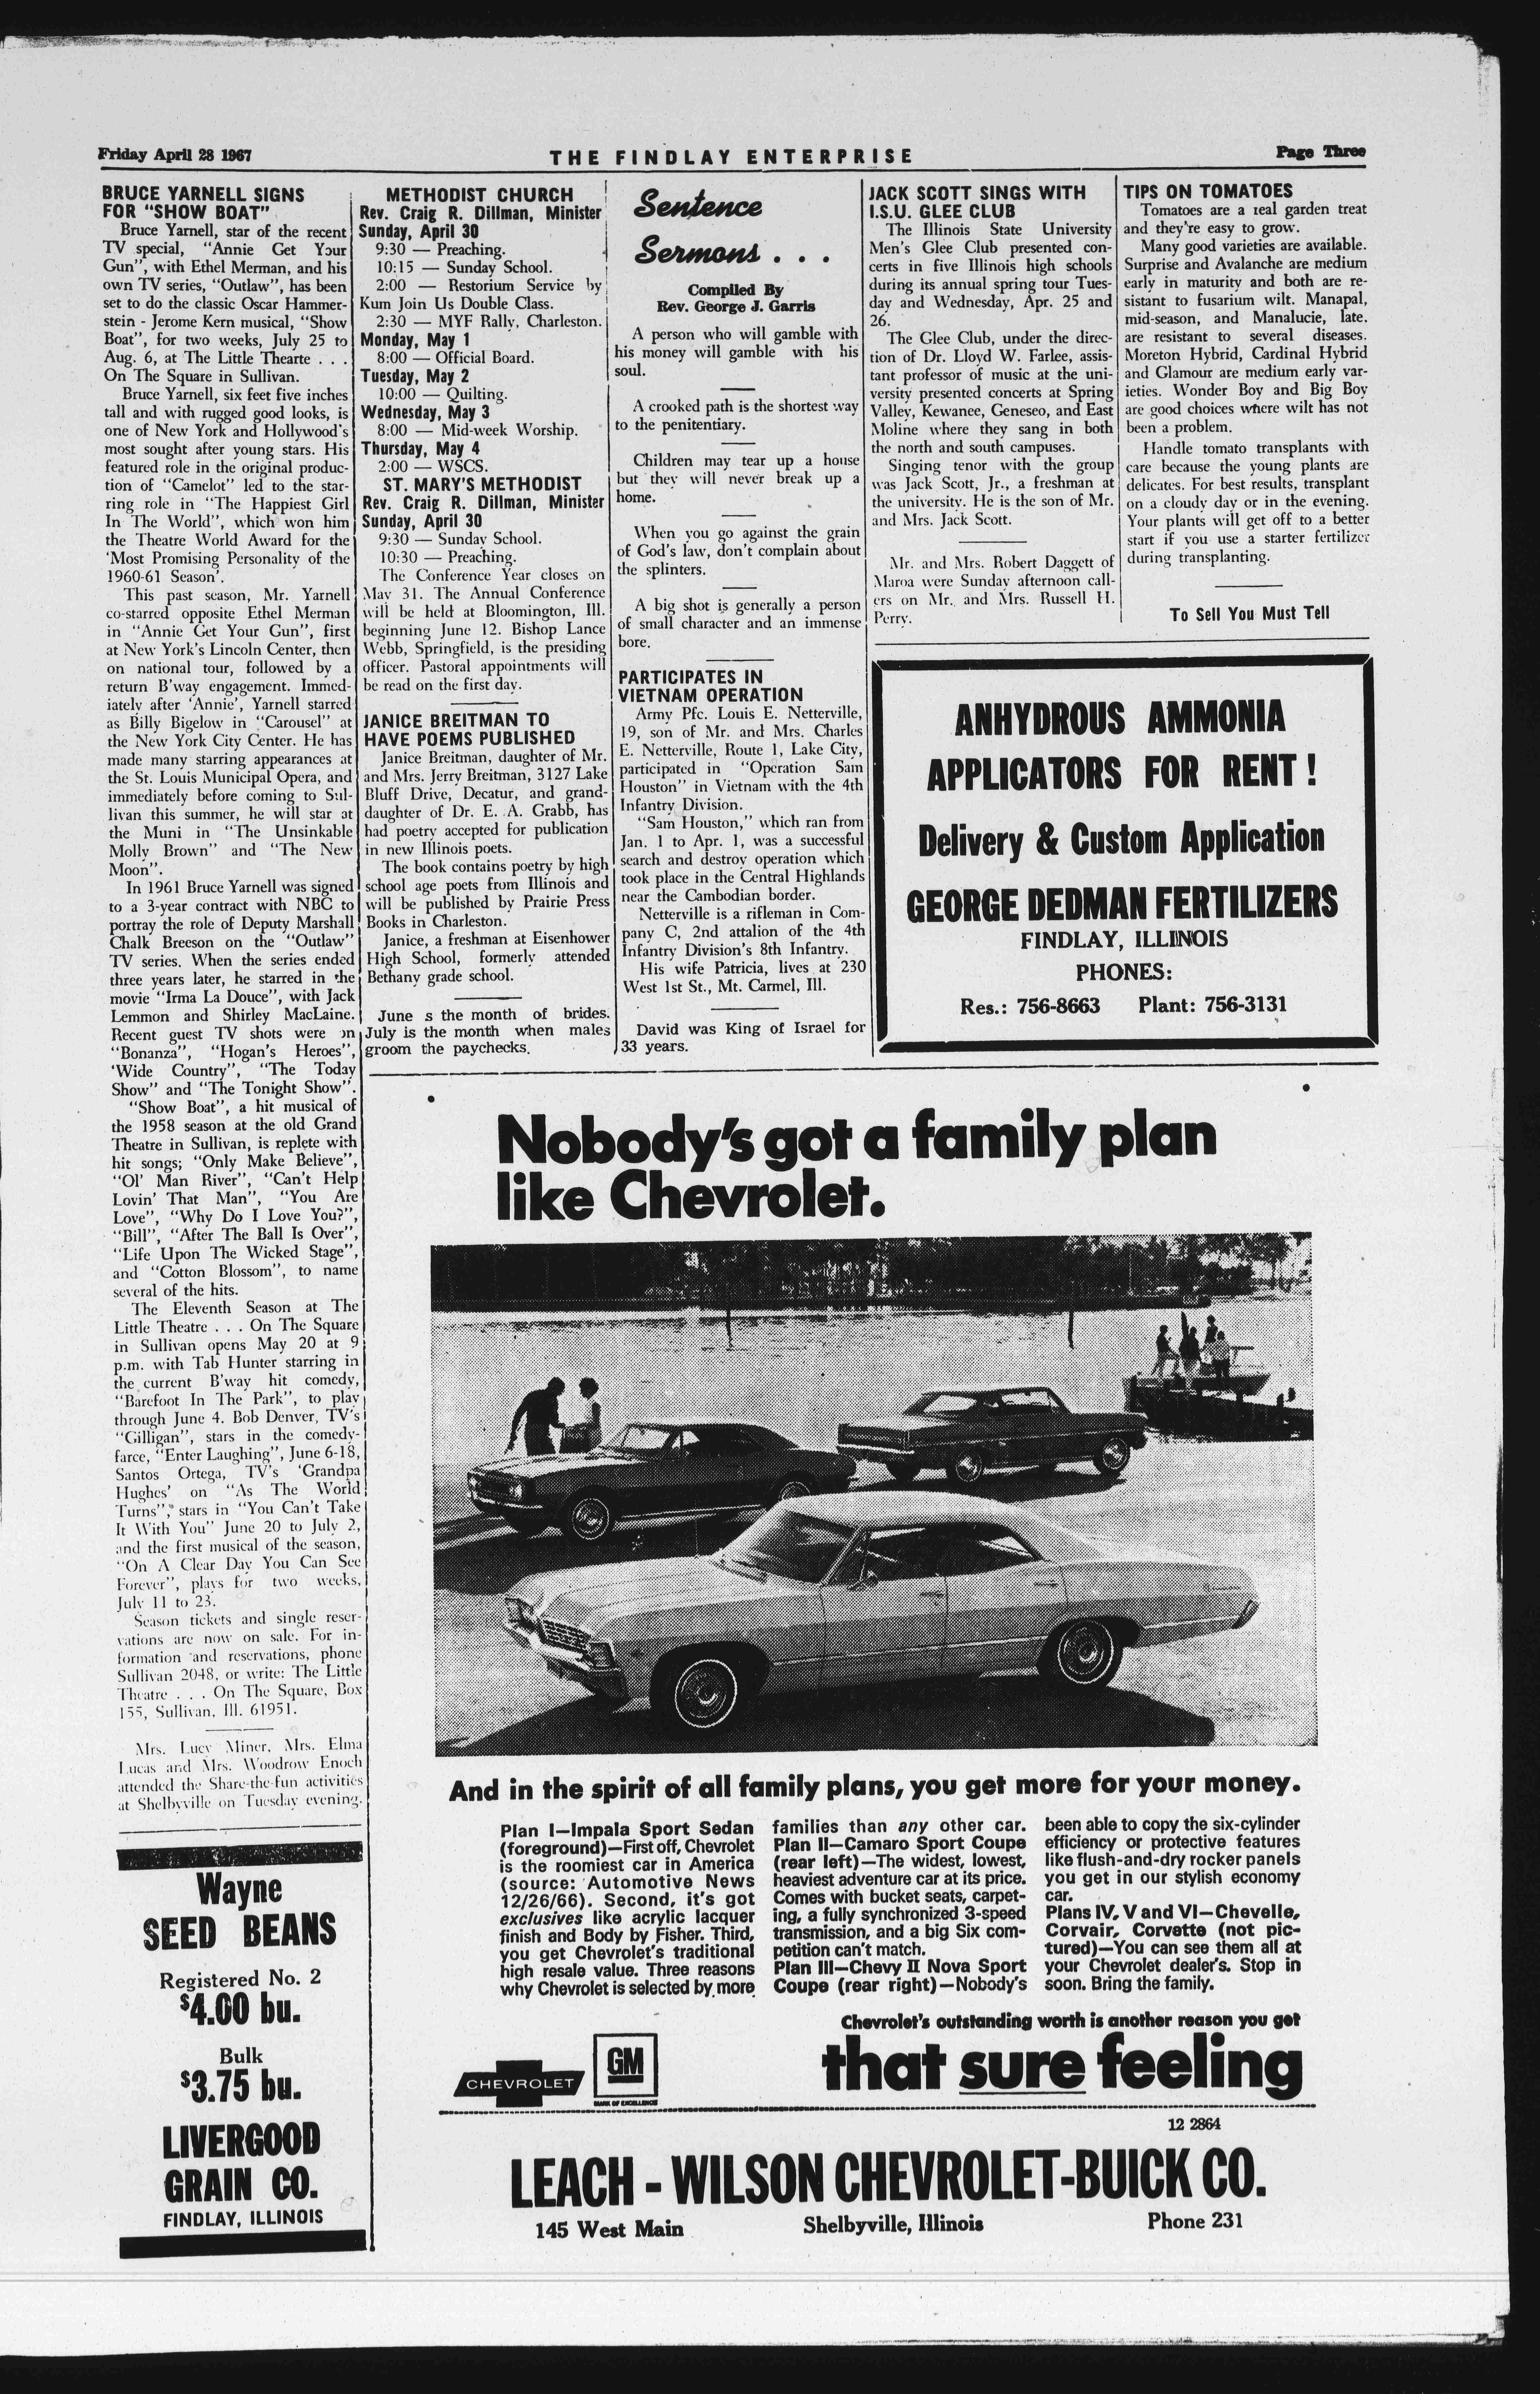 Friday April 28 1967
THE FINDLAY ENTERPRISE
Page Three
BRUCE YARNELL SIGNS
FOR "SHOW BOAT"
Bruce Yarnell, star of the recent
TV special, "Annie Get Your
Gun", with Ethel Merman, and his
own TV series, "Outlaw", has been
set to do the classic Oscar Hammer-
stein - Jerome Kern musical, "Show
Boat", for two weeks, July 25 to
Aug. 6, at The Little Thearte . . .
On The Square in Sullivan.
Bruce Yarnell, six feet five inches
tall and with rugged good looks, is
one of New York and Hollywood's
most sought after young stars. His
featured role in the original produc-
tion of "Camelot" led to the star-
ring role in "The Happiest Girl
In The World", which won him
the Theatre World Award for the
'Most Promising Personality of the
1960-61 Season'.
This past season, Mr. Yarnell
co-starred opposite Ethel Merman
in "Annie Get Your Gun", first
at New York's Lincoln Center, then
on national tour, followed by a
return B'way engagement. Immed-
iately after 'Annie', Yarnell starred
as Billy Bigelow in "Carousel" at
the New York City Center. He has
made many starring appearances at
the St. Louis Municipal Opera, and
immediately before coming to Sul-
livan this summer, he will star at
the Muni in "The Unsinkable
Molly Brown" and "The New
Moon".
In 1961 Bruce Yarnell was signed
to a 3-year contract with NBC to
portray the role of Deputy Marshall
Chalk Breeson on the "Outlaw"
TV series. When the series ended
three years later, he starred in the
movie "Irma La Douce", with Jack
Lemmon and Shirley MacLaine.
Recent guest TV shots were on
"Bonanza", "Hogan's Heroes",
'Wide Country", "The Today
Show" and "The Tonight Show".
"Show Boat", a hit musical of
the 1958 season at the old Grand
Theatre in Sullivan, is replete with
hit songs; "Only Make Believe",
"Ol' Man River", "Can't Help
Lovin' That Man", "You Are
Love", "Why Do I Love You?",
"Bill", "After The Ball Is Over",
"Life Upon The Wicked Stage",
and "Cotton Blossom", to name
several of the hits.
The Eleventh Season at The
Little Theatre . . . On The Square
in Sullivan opens May 20 at 9
p.m. with Tab Hunter starring in
the current B'way hit comedy,
"Barefoot In The Park", to play
through June 4. Bob Denver, TV's
"Gilligan", stars in the comedy-
farce, "Enter Laughing", June 6-18,
Santos Ortega, TV's 'Grandpa
Hughes' on "As The World
Turns", stars in "You Can't Take
It With You" June 20 to July 2,
and the first musical of the season,
"On A Clear Day You Can See
Forever", plays for two weeks,
July 11 to 23.
Season tickets and single reser-
vations are now on sale. For in-
formation and reservations, phone
Sullivan 2048, or write: The Little
Theatre . . . On The Square, Box
155, Sullivan, Ill. 61951.
Mrs. Lucy Miner, Mrs. Elma
Lucas and Mrs. Woodrow Enoch
attended the Share-the-fun activities
at Shelbyville on Tuesday evening.
Wayne
SEED BEANS
Registered No. 2
$4.00 bu.
Bulk
$3.75 bu.
LIVERGOOD
GRAIN CO.
FINDLAY, ILLINOIS
METHODIST CHURCH
Rev. Craig R. Dillman, Minister
Sunday, April 30
9:30 — Preaching.
10:15 — Sunday School.
2:00 — Restorium Service by
Kum Join Us Double Class.
2:30 — MYF Rally, Charleston.
Monday, May 1
8:00 — Official Board.
Tuesday, May 2
10:00 — Quilting.
Wednesday, May 3
8:00 — Mid-week Worship.
Thursday, May 4
2:00 — WSCS.
ST. MARY'S METHODIST
Rev. Craig R. Dillman, Minister
Sunday, April 30
9:30 — Sunday School.
10:30 — Preaching.
The Conference Year closes on
May 31. The Annual Conference
will be held at Bloomington, Ill.
beginning June 12. Bishop Lance
Webb, Springfield, is the presiding
officer. Pastoral appointments will
be read on the first day.
JANICE BREITMAN TO
HAVE POEMS PUBLISHED
Janice Breitman, daughter of Mr.
and Mrs. Jerry Breitman, 3127 Lake
Bluff Drive, Decatur, and grand-
daughter of Dr. E. A. Grabb, has
had poetry accepted for publication
in new Illinois poets.
The book contains poetry by high
school age poets from Illinois and
will be published by Prairie Press
Books in Charleston.
Janice, a freshman at Eisenhower
High School, formerly attended
Bethany grade school.
June s the month of brides.
July is the month when males
groom the paychecks.
Sentence
Sermons . . .
Compiled By
Rev. George J. Garris
A person who will gamble with
his money will gamble with his
soul.
A crooked path is the shortest way
to the penitentiary.
Children may tear up a house
but they will never break up a
home.
When you go against the grain
of God's law, don't complain about
the splinters.
A big shot is generally a person
of small character and an immense
bore.
PARTICIPATES IN
VIETNAM OPERATION
Army Pfc. Louis E. Netterville,
19, son of Mr. and Mrs. Charles
E. Netterville, Route 1, Lake City,
participated in "Operation Sam
Houston" in Vietnam with the 4th
Infantry Division.
"Sam Houston," which ran from
Jan. 1 to Apr. 1, was a successful
search and destroy operation which
took place in the Central Highlands
near the Cambodian border.
Netterville is a rifleman in Com-
pany C, 2nd attalion of the 4th
Infantry Division's 8th Infantry.
His wife Patricia, lives at 230
West 1st St., Mt. Carmel, Ill.
David was King of Israel for
33 years.
JACK SCOTT SINGS WITH
I.S.U. GLEE CLUB
The Illinois State University
Men's Glee Club presented con-
certs in five Illinois high schools
during its annual spring tour Tues-
day and Wednesday, Apr. 25 and
26.
The Glee Club, under the direc-
tion of Dr. Lloyd W. Farlee, assis-
tant professor of music at the uni-
versity presented concerts at Spring
Valley, Kewanee, Geneseo, and East
Moline where they sang in both
the north and south campuses.
Singing tenor with the group
was Jack Scott, Jr., a freshman at
the university. He is the son of Mr.
and Mrs. Jack Scott.
Mr. and Mrs. Robert Daggett of
Maroa were Sunday afternoon call-
ers on Mr. and Mrs. Russell H.
Perry.
TIPS ON TOMATOES
Tomatoes are a real garden treat
and they're easy to grow.
Many good varieties are available.
Surprise and Avalanche are medium
early in maturity and both are re-
sistant to fusarium wilt. Manapal,
mid-season, and Manalucie, late.
are resistant to several diseases.
Moreton Hybrid, Cardinal Hybrid
and Glamour are medium early var-
ieties. Wonder Boy and Big Boy
are good choices where wilt has not
been a problem.
Handle tomato transplants with
care because the young plants are
delicates. For best results, transplant
on a cloudy day or in the evening.
Your plants will get off to a better
start if you use a starter fertilizer
during transplanting.
To Sell You Must Tell
ANHYDROUS AMMONIA
APPLICATORS FOR RENT!
Delivery & Custom Application
GEORGE DEDMAN FERTILIZERS
FINDLAY, ILLINOIS
PHONES:
Res.: 756-8663 Plant: 756-3131
Nobody's got a family plan
like Chevrolet.
And in the spirit of all family plans, you get more for your money.
Plan I—Impala Sport Sedan
(foreground)—First off, Chevrolet
is the roomiest car in America
(source: Automotive News
12/26/66). Second, it's got
exclusives like acrylic lacquer
finish and Body by Fisher. Third,
you get Chevrolet's traditional
high resale value. Three reasons
why Chevrolet is selected by more
families than any other car.
Plan II—Camaro Sport Coupe
(rear left)—The widest, lowest,
heaviest adventure car at its price.
Comes with bucket seats, carpet-
ing, a fully synchronized 3-speed
transmission, and a big Six com-
petition can't match.
Plan III—Chevy II Nova Sport
Coupe (rear right)—Nobody's
been able to copy the six-cylinder
efficiency or protective features
like flush-and-dry rocker panels
you get in our stylish economy
car.
Plans IV, V and VI—Chevelle,
Corvair, Corvette (not pic-
tured)—You can see them all at
your Chevrolet dealer's. Stop in
soon. Bring the family.
Chevrolet's outstanding worth is another reason you get
that sure feeling
CHEVROLET
GM
MARK OF EXCELLENCE
12 2864
LEACH - WILSON CHEVROLET-BUICK CO.
145 West Main Shelbyville, Illinois Phone 231